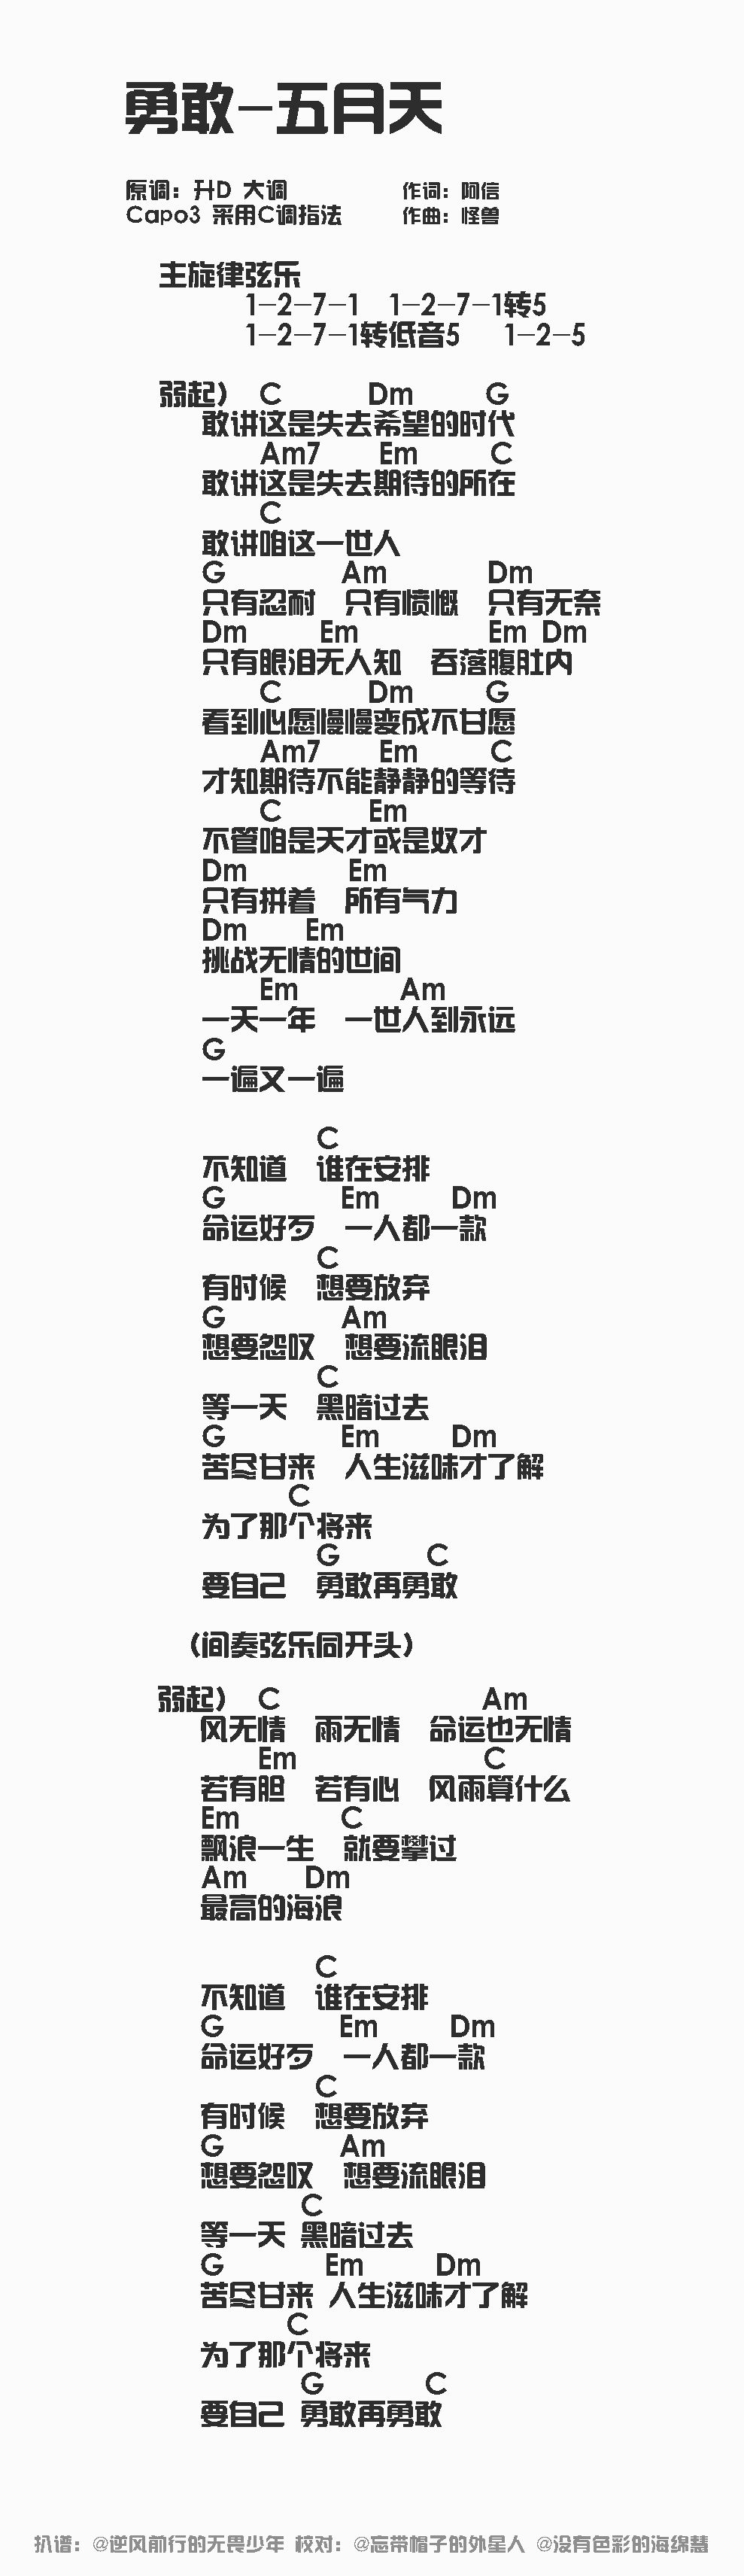 勇敢-五月天
原调：升D 大调 作词：阿信
Capo3 采用C调指法 作曲：怪兽
主旋律弦乐
1-2-7-1 1-2-7-1转5
1-2-7-1转低音5 1-2-5
弱起） C Dm G
敢讲这是失去希望的时代
Am7 Em C
敢讲这是失去期待的所在
C
敢讲咱这一世人
G Am Dm
只有忍耐 只有愤慨 只有无奈
Dm Em Em Dm
只有眼泪无人知 吞落腹肚内
C Dm G
看到心愿慢慢变成不甘愿
Am7 Em C
才知期待不能静静的等待
C Em
不管咱是天才或是奴才
Dm Em
只有拼着 所有气力
Dm Em
挑战无情的世间
Em Am
一天一年 一世人到永远
G
一遍又一遍
C
不知道 谁在安排
G Em Dm
命运好歹 一人都一款
C
有时候 想要放弃
G Am
想要怨叹 想要流眼泪
C
等一天 黑暗过去
G Em Dm
苦尽甘来 人生滋味才了解
C
为了那个将来
G C
要自己 勇敢再勇敢
（间奏弦乐同开头）
弱起） C Am
风无情 雨无情 命运也无情
Em C
若有胆 若有心 风雨算什么
Em C
飘浪一生 就要攀过
Am Dm
最高的海浪
C
不知道 谁在安排
G Em Dm
命运好歹 一人都一款
C
有时候 想要放弃
G Am
想要怨叹 想要流眼泪
C
等一天 黑暗过去
G Em Dm
苦尽甘来 人生滋味才了解
C
为了那个将来
G C
要自己 勇敢再勇敢
扒谱：@逆风前行的无畏少年 校对：@忘带帽子的外星人 @没有色彩的海绵慧